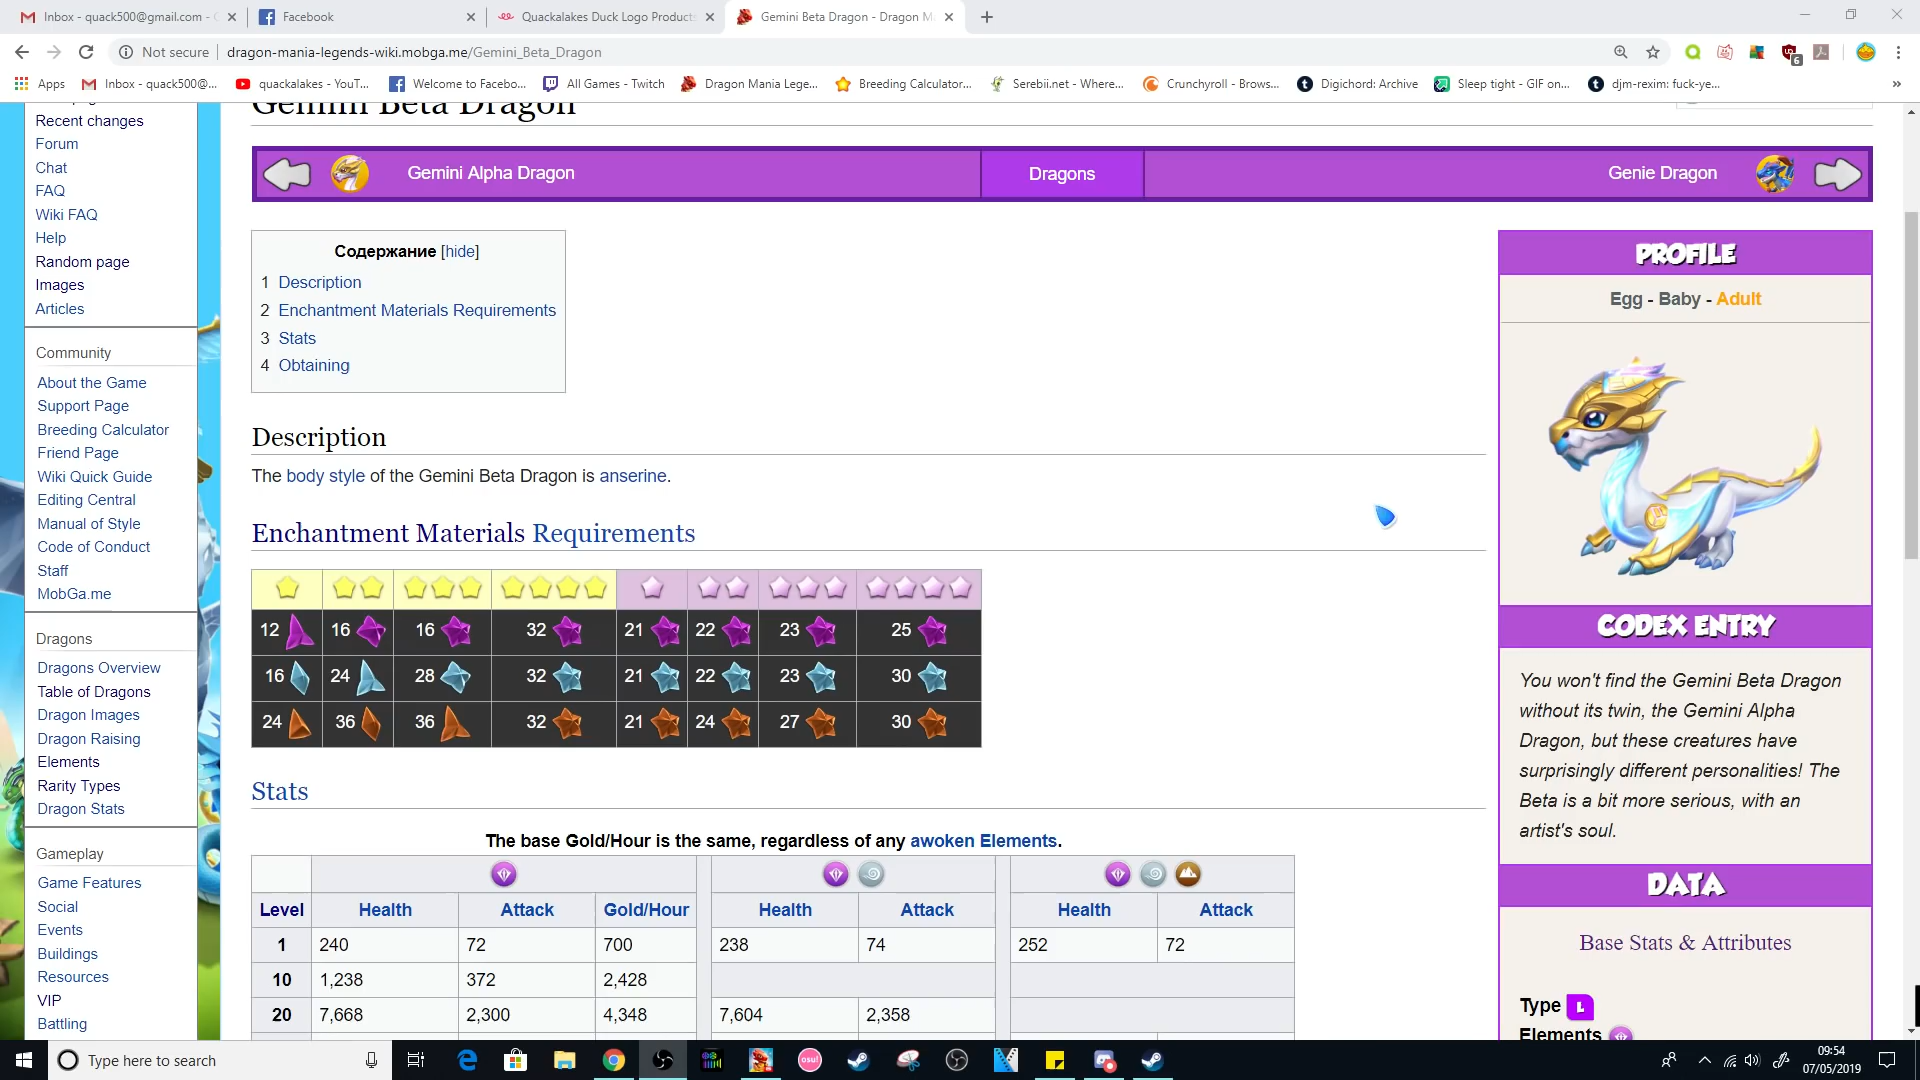 Inbox - quack500@gmail.com -
Facebook
Quackalakes Duck Logo Products
Gemini Beta Dragon - Dragon M
Not secure
dragon-mania-legends-wiki.mobga.me/Gemini_Beta_Dragon
6
Apps
Inbox - quack500@...
quackalakes - YouT...
Welcome to Facebo...
All Games - Twitch
Dragon Mania Lege...
Breeding Calculator...
Serebii.net - Where...
Crunchyroll - Brows...
Digichord: Archive
Sleep tight - GIF on...
djm-rexim: fuck-ye...
»
Gemini Beta Dragon
Recent changes
Forum
Chat
FAQ
Wiki FAQ
Help
Random page
Images
Articles
Community
About the Game
Support Page
Breeding Calculator
Friend Page
Wiki Quick Guide
Editing Central
Manual of Style
Code of Conduct
Staff
MobGa.me
Dragons
Dragons Overview
Table of Dragons
Dragon Images
Dragon Raising
Elements
Rarity Types
Dragon Stats
Gameplay
Game Features
Social
Events
Buildings
Resources
VIP
Battling
Gemini Alpha Dragon
Dragons
Genie Dragon
Содержание [hide]
1 Description
2 Enchantment Materials Requirements
3 Stats
4 Obtaining
Description
The body style of the Gemini Beta Dragon is anserine.
Enchantment Materials Requirements
12 16 16 32 21 22 23 25
16 24 28 32 21 22 23 30
24 36 36 32 21 24 27 30
Stats
The base Gold/Hour is the same, regardless of any awoken Elements.
Level Health Attack Gold/Hour Health Attack Health Attack
1 240 72 700 238 74 252 72
10 1,238 372 2,428
20 7,668 2,300 4,348 7,604 2,358
PROFILE
Egg - Baby - Adult
CODEX ENTRY
You won't find the Gemini Beta Dragon
without its twin, the Gemini Alpha
Dragon, but these creatures have
surprisingly different personalities! The
Beta is a bit more serious, with an
artist's soul.
DATA
Base Stats & Attributes
Type L
Elements
Type here to search
osu!
09:54
07/05/2019